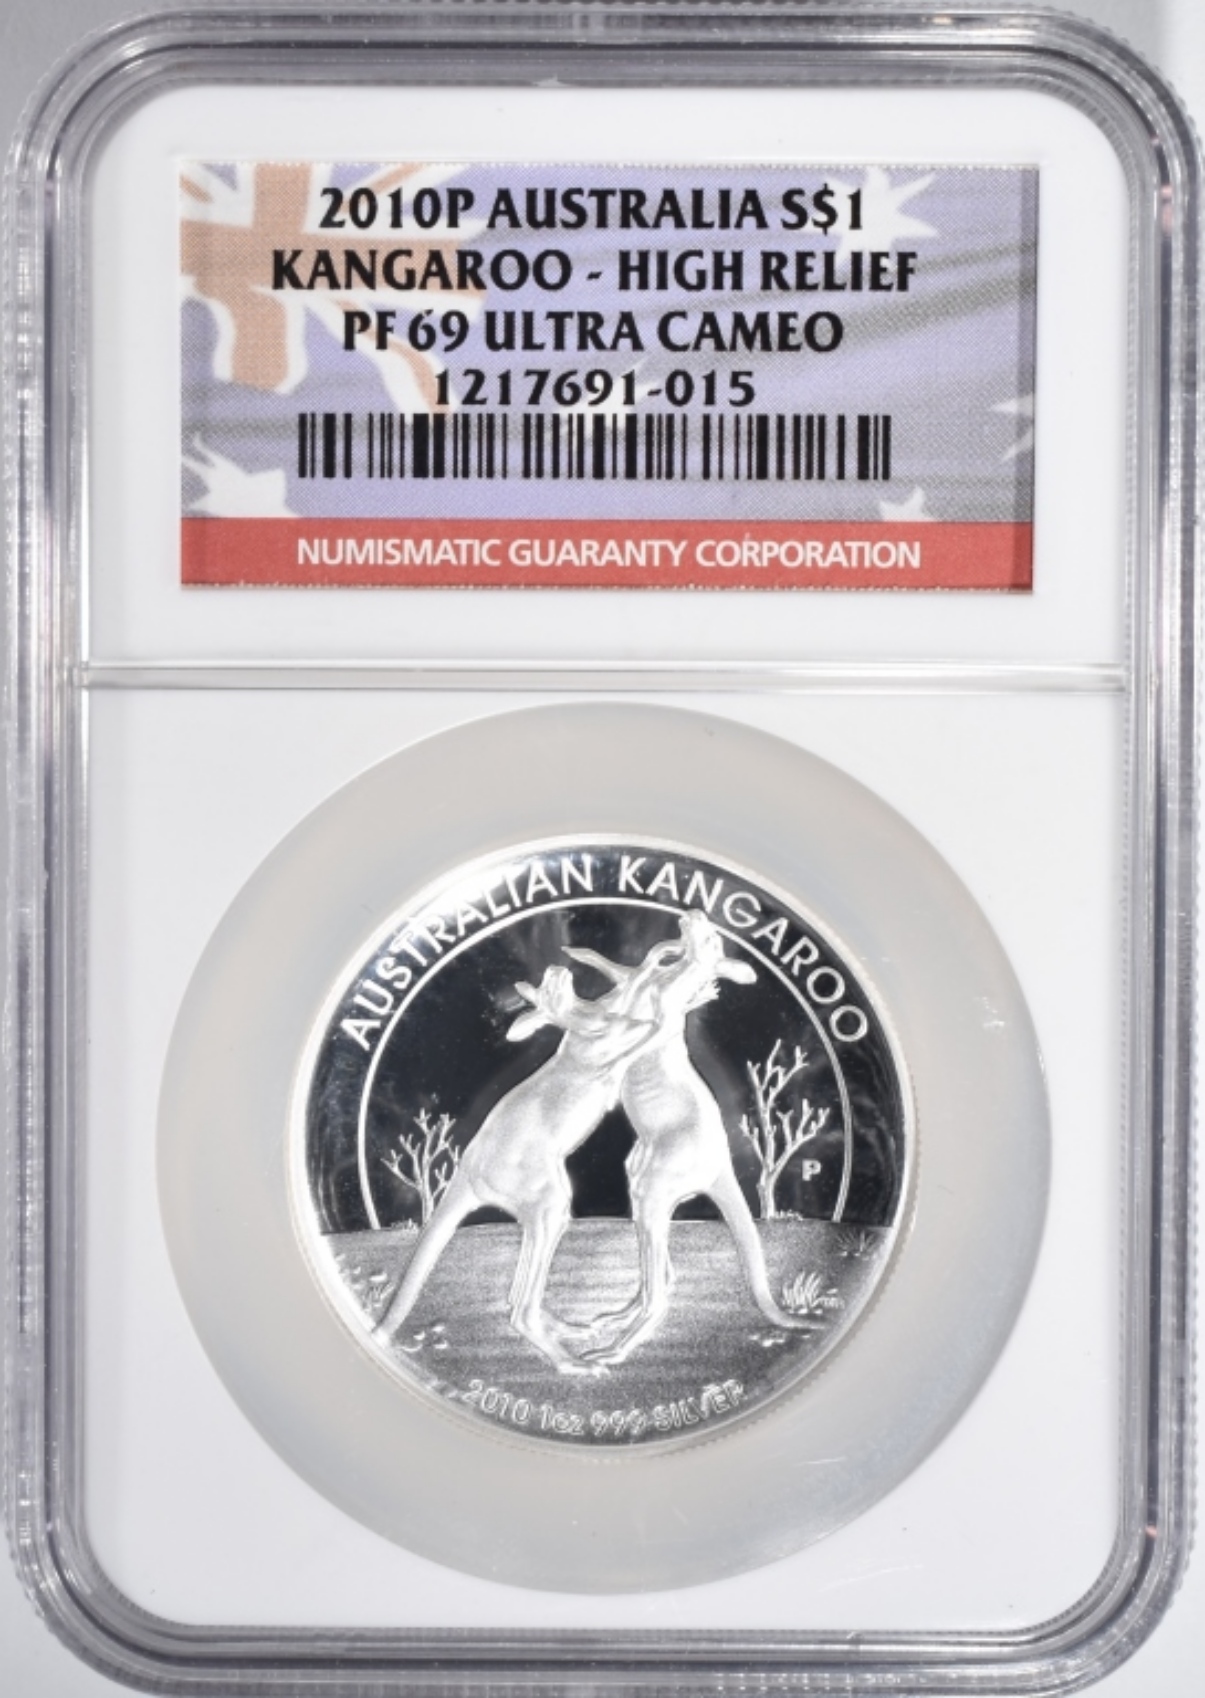 2010P AUSTRALIA S$1
KANGAROO - HIGH RELIEF
PF 69 ULTRA CAMEO
1217691-015
NUMISMATIC GUARANTY CORPORATION
AUSTRALIAN KANGAROO
P
2010 1oz 999 SILVER